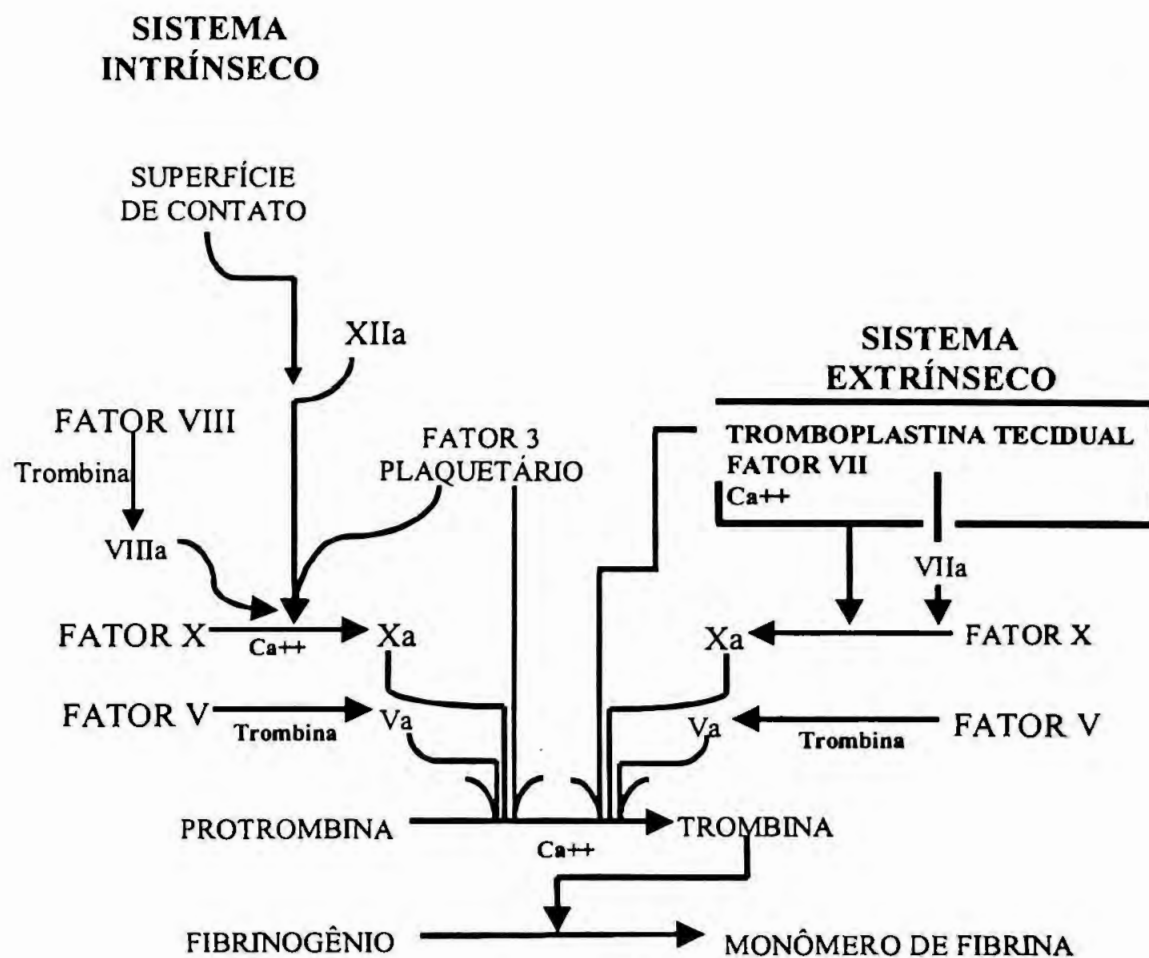 SISTEMA
INTRÍNSECO
SUPERFÍCIE
DE CONTATO
XIIa
SISTEMA
EXTRÍNSECO
FATOR VIII
Trombina
VIIIa
FATOR 3
PLAQUETÁRIO
TROMBOPLASTINA TECIDUAL
FATOR VII
Ca++
VIIa
FATOR X
Ca++
Xa
Xa
FATOR X
FATOR V
Trombina
Va
Va
Trombina
FATOR V
PROTROMBINA
Ca++
TROMBINA
FIBRINOGÊNIO
MONÔMERO DE FIBRINA